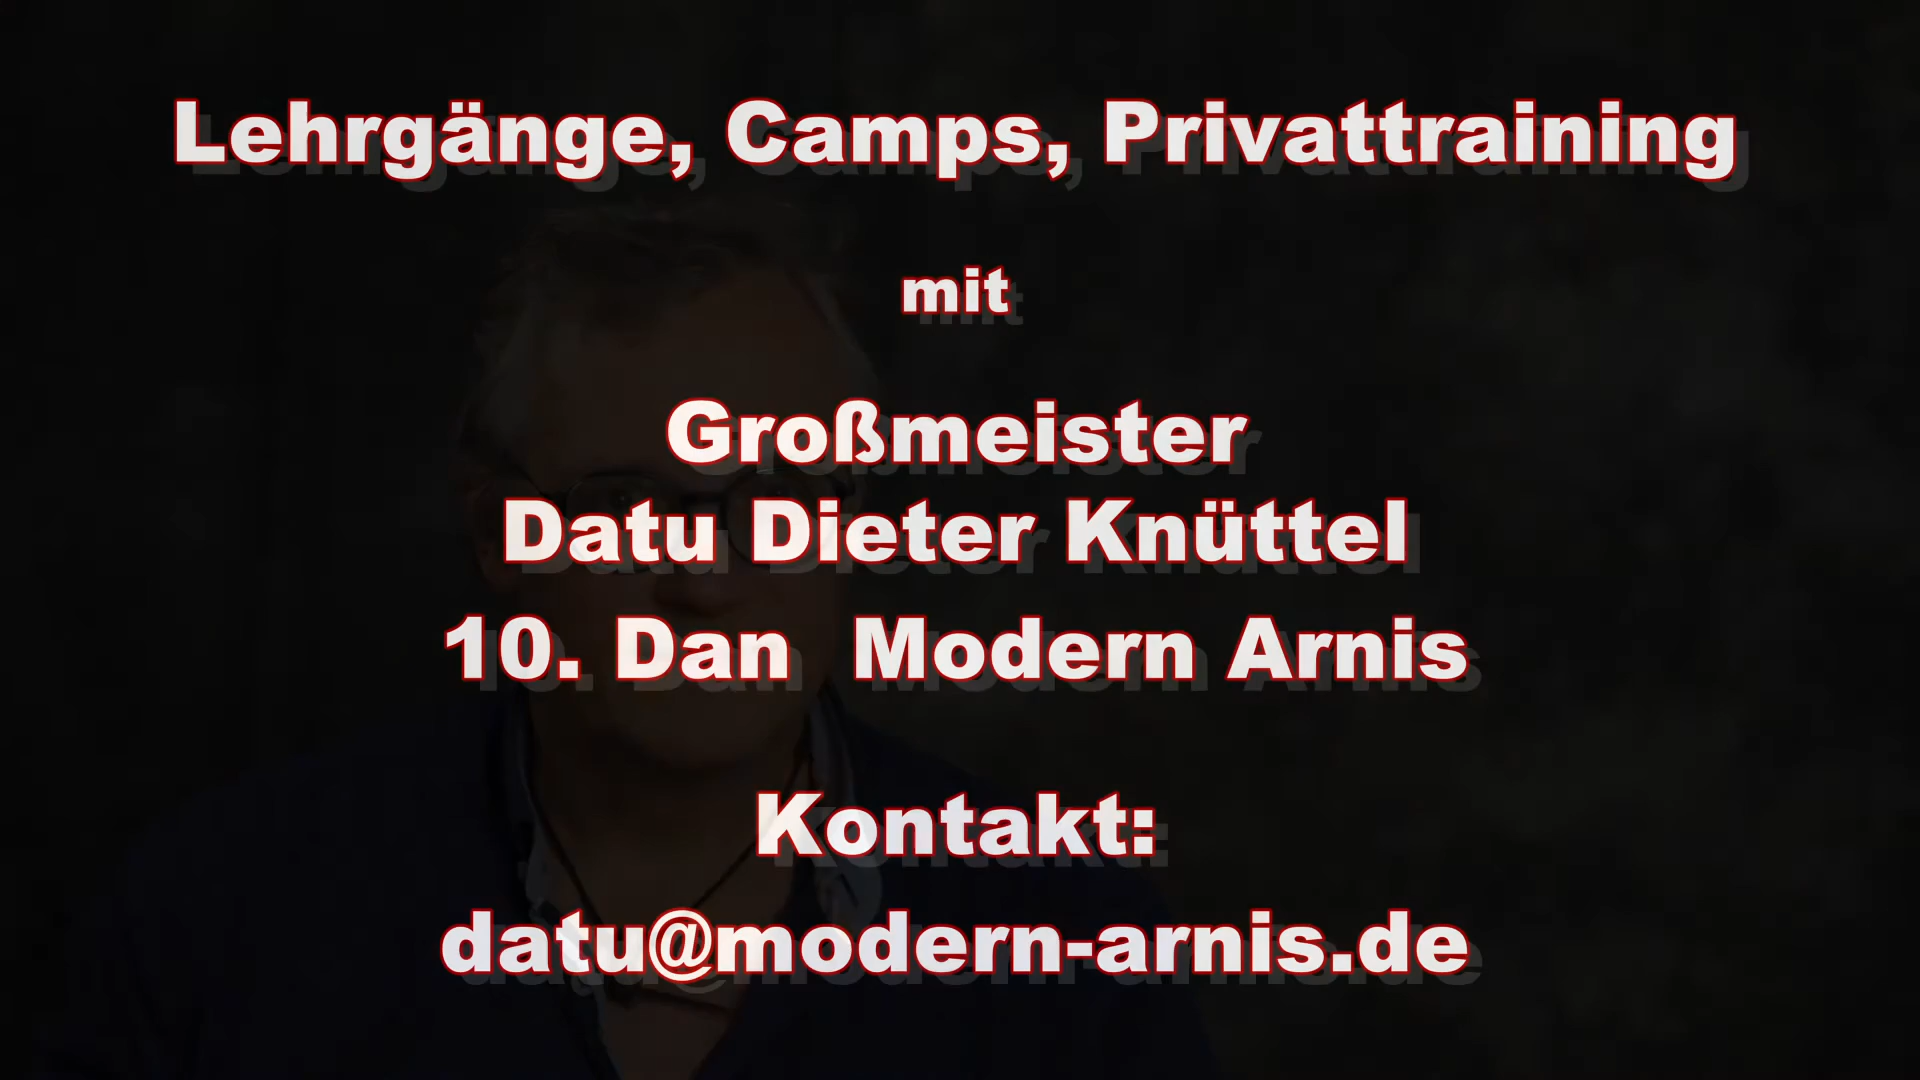 Lehrgänge, Camps, Privattraining
mit
Großmeister
Datu Dieter Knüttel
10. Dan Modern Arnis
Kontakt:
datu@modern-arnis.de